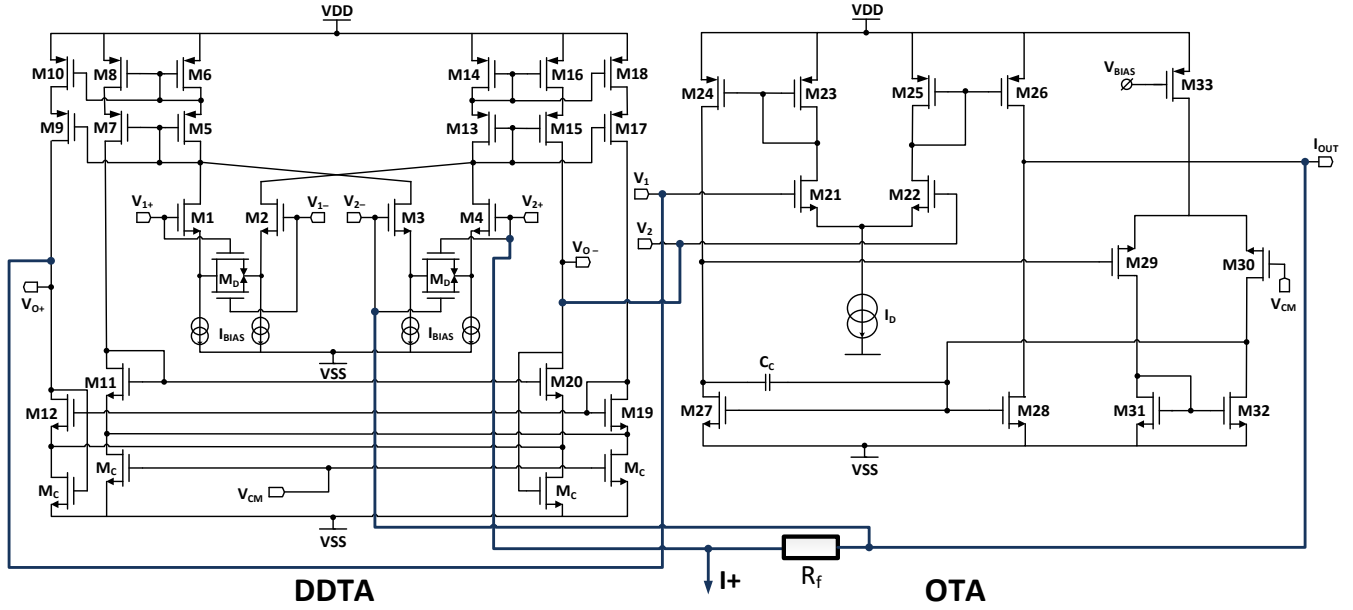 VDD
VDD
M10
M8
M6
M14
M16
M18
M24
M23
M25
M26
VBIAS
M33
M9
M7
M5
M13
M15
M17
IOUT
V1+
M1
M2
V1−
V2−
M3
M4
V2+
V1
M21
M22
VO−
V2
MD
MD
M29
M30
VCM
VO+
IBIAS
IBIAS
ID
VSS
CC
M11
M20
M12
M19
M27
M28
M31
M32
MC
MC
VSS
VCM
MC
MC
VSS
I+
Rf
DDTA
OTA